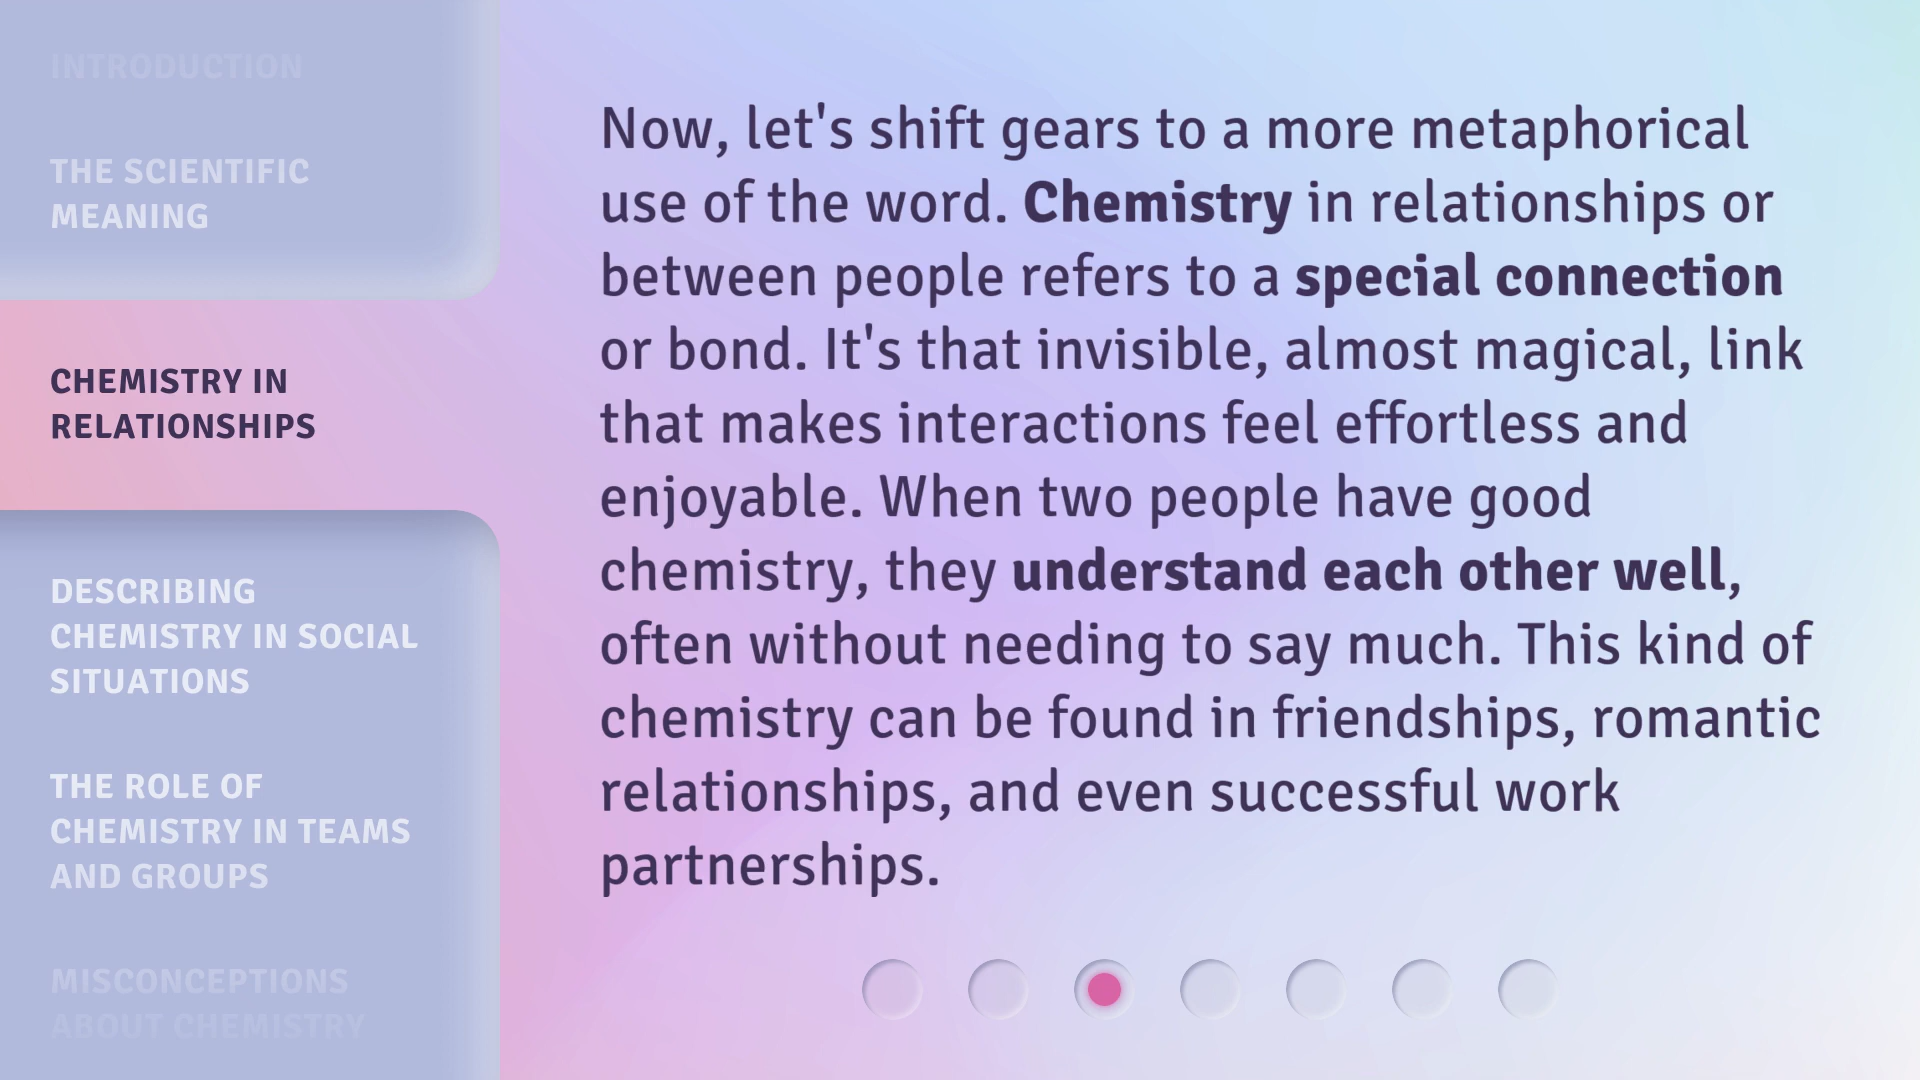 INTRODUCTION
THE SCIENTIFIC
MEANING
CHEMISTRY IN
RELATIONSHIPS
DESCRIBING
CHEMISTRY IN SOCIAL
SITUATIONS
THE ROLE OF
CHEMISTRY IN TEAMS
AND GROUPS
MISCONCEPTIONS
ABOUT CHEMISTRY
Now, let's shift gears to a more metaphorical
use of the word. Chemistry in relationships or
between people refers to a special connection
or bond. It's that invisible, almost magical, link
that makes interactions feel effortless and
enjoyable. When two people have good
chemistry, they understand each other well,
often without needing to say much. This kind of
chemistry can be found in friendships, romantic
relationships, and even successful work
partnerships.